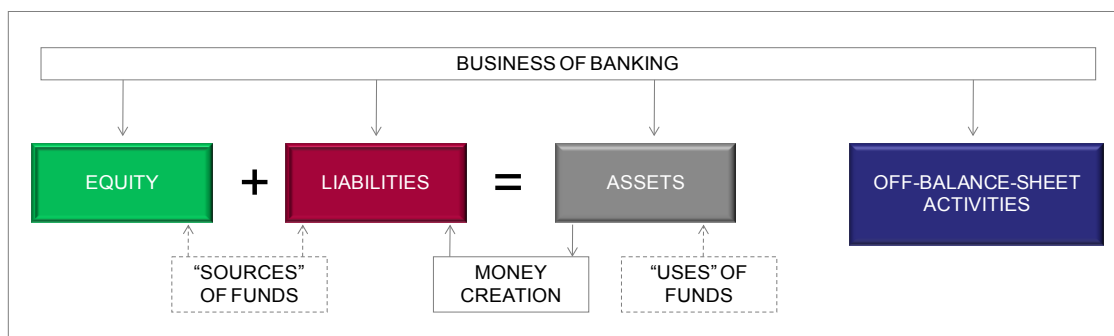 BUSINESS OF BANKING
EQUITY
+
LIABILITIES
=
ASSETS
OFF-BALANCE-SHEET
ACTIVITIES
“SOURCES”
OF FUNDS
MONEY
CREATION
“USES” OF
FUNDS